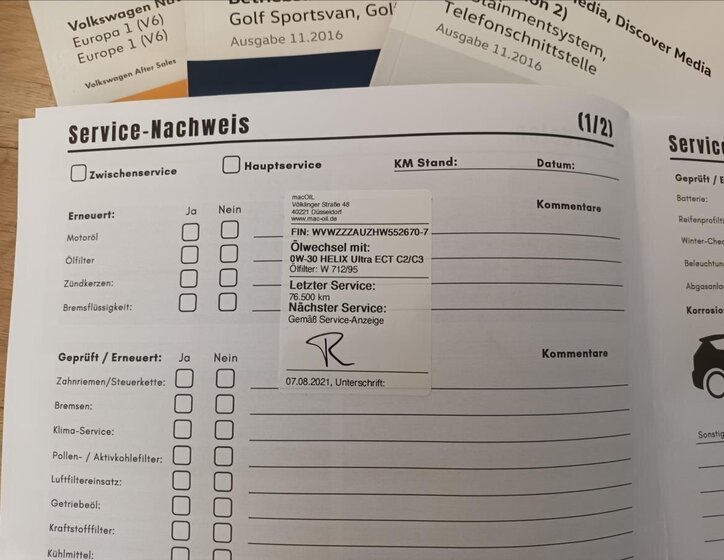 Volkswagen
Europa 1 (V6)
Europe 1 (V6)
Volkswagen After Sales
Golf Sportsvan, Gol
Ausgabe 11.2016
ion 2)
Media, Discover Media
tainmentsystem,
Telefonschnittstelle
Ausgabe 11.2016
Service-Nachweis
(1/2)
Zwischenservice
Hauptservice
KM Stand:
Datum:
Erneuert:
Ja
Nein
Kommentare
Motoröl
Ölfilter
Zündkerzen:
Bremsflüssigkeit:
macOIL
Völklinger Straße 48
40221 Düsseldorf
www.mac-oil.de
FIN: WVWZZZAUZHW552670-7
Ölwechsel mit:
0W-30 HELIX Ultra ECT C2/C3
Ölfilter: W 712/95
Letzter Service:
76.500 km
Nächster Service:
Gemäß Service-Anzeige
07.08.2021, Unterschrift:
Geprüft / Erneuert:
Ja
Nein
Kommentare
Zahnriemen/Steuerkette:
Bremsen:
Klima-Service:
Pollen- / Aktivkohlefilter:
Luftfiltereinsatz:
Getriebeöl:
Kraftstofffilter:
Kühlmittel:
Service
Geprüft / E
Batterie:
Reifenprofilti
Winter-Chec
Beleuchtun
Abgasanla
Korrosio
Sonstig